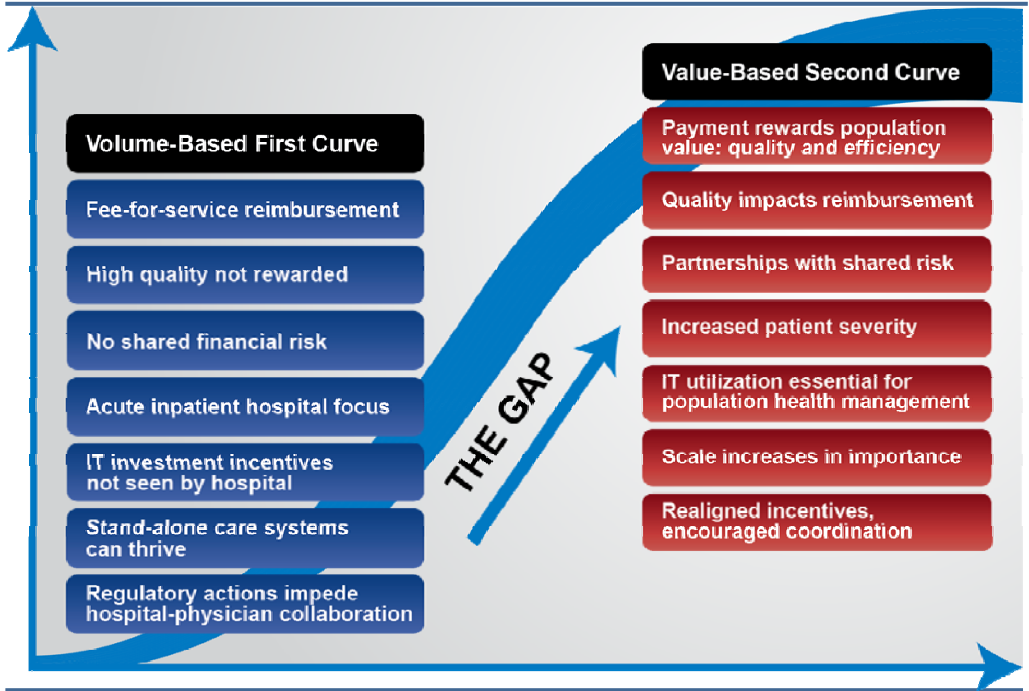 Volume-Based First Curve
Fee-for-service reimbursement
High quality not rewarded
No shared financial risk
Acute inpatient hospital focus
IT investment incentives
not seen by hospital
Stand-alone care systems
can thrive
Regulatory actions impede
hospital-physician collaboration
THE GAP
Value-Based Second Curve
Payment rewards population
value: quality and efficiency
Quality impacts reimbursement
Partnerships with shared risk
Increased patient severity
IT utilization essential for
population health management
Scale increases in importance
Realigned incentives,
encouraged coordination